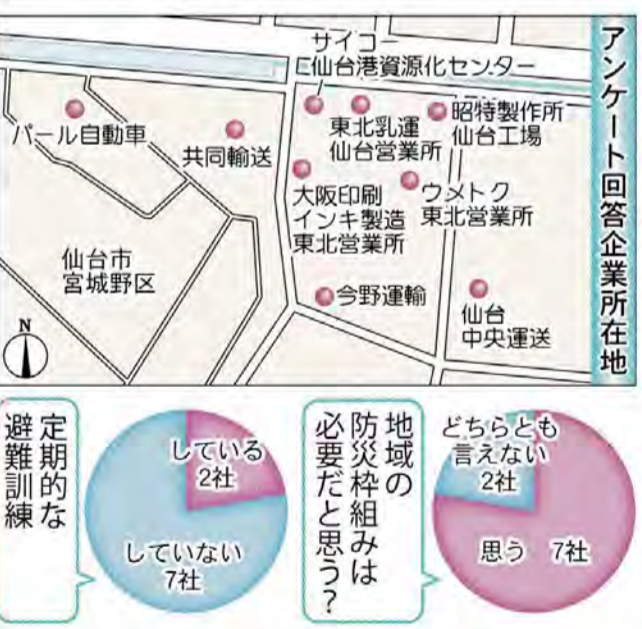 アンケート回答企業所在地
サイコー
E仙台港資源化センター
パール自動車
共同輸送
東北乳運
仙台営業所
昭特製作所
仙台工場
大阪印刷
インキ製造
東北営業所
ウメトク
東北営業所
仙台市
宮城野区
今野運輸
仙台
中央運送
N
定期的な
避難訓練
している
2社
していない
7社
地域の
防災枠組みは
必要だと思う？
どちらとも
言えない
2社
思う 7社